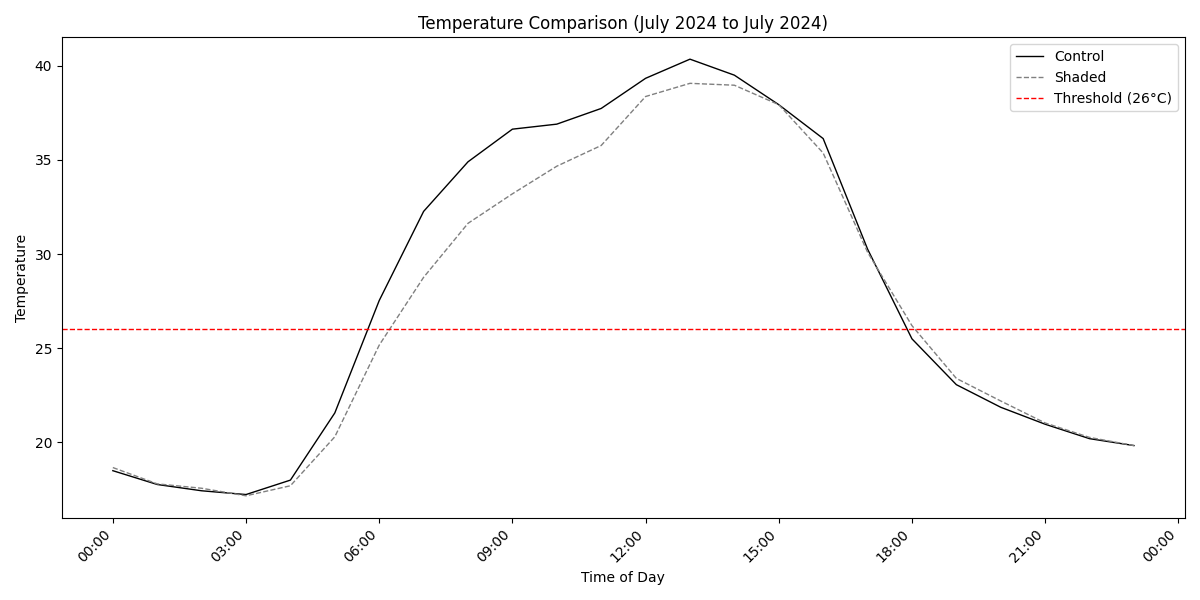 Temperature Comparison (July 2024 to July 2024)
Control
Shaded
Threshold (26°C)
Temperature
40
35
30
25
20
00:00
03:00
06:00
09:00
12:00
15:00
18:00
21:00
00:00
Time of Day